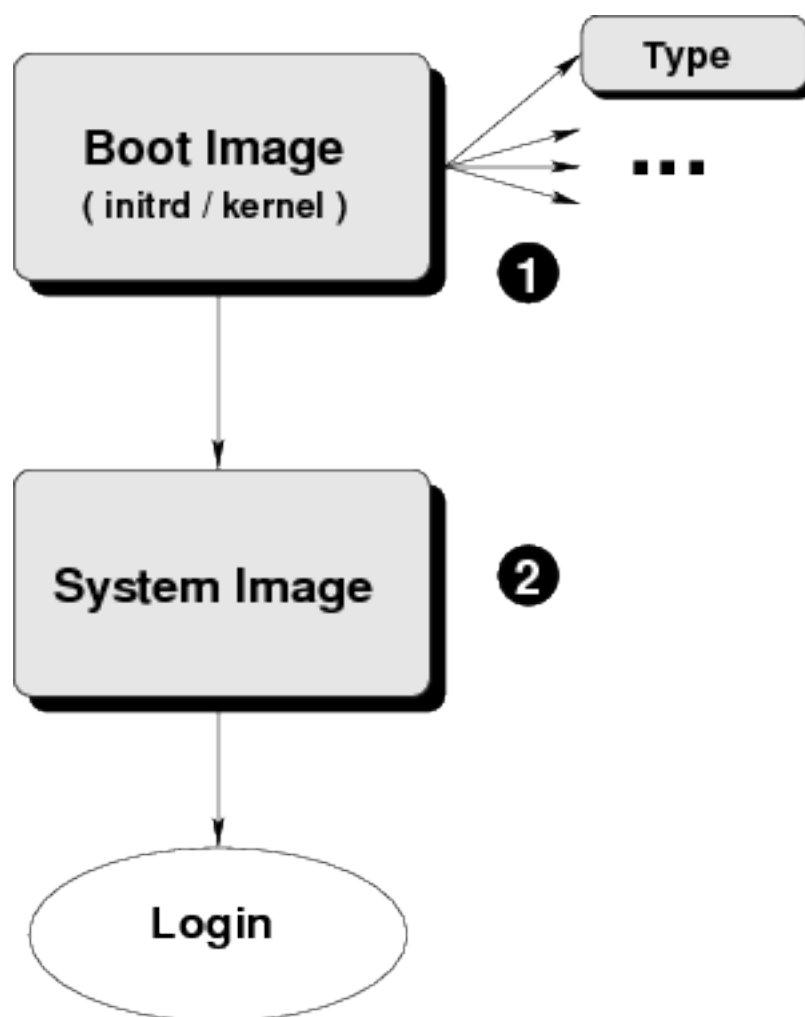 Type
Boot Image
( initrd / kernel )
...
1
System Image
2
Login